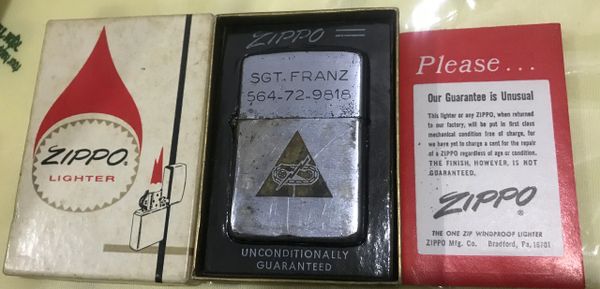 ZIPPO®
LIGHTER
ZIPPO
SGT. FRANZ
564-72-9818
UNCONDITIONALLY
GUARANTEED
Please...
Our Guarantee is Unusual
This lighter or any ZIPPO, when returned
to our factory, will be put in first class
mechanical condition free of charge, for
we have yet to charge a cent for the repair
of a ZIPPO regardless of age or condition.
THE FINISH, HOWEVER, IS NOT
GUARANTEED.
ZIPPO®
THE ONE ZIP WINDPROOF LIGHTER
ZIPPO Mfg. Co. Bradford, Pa. 16701